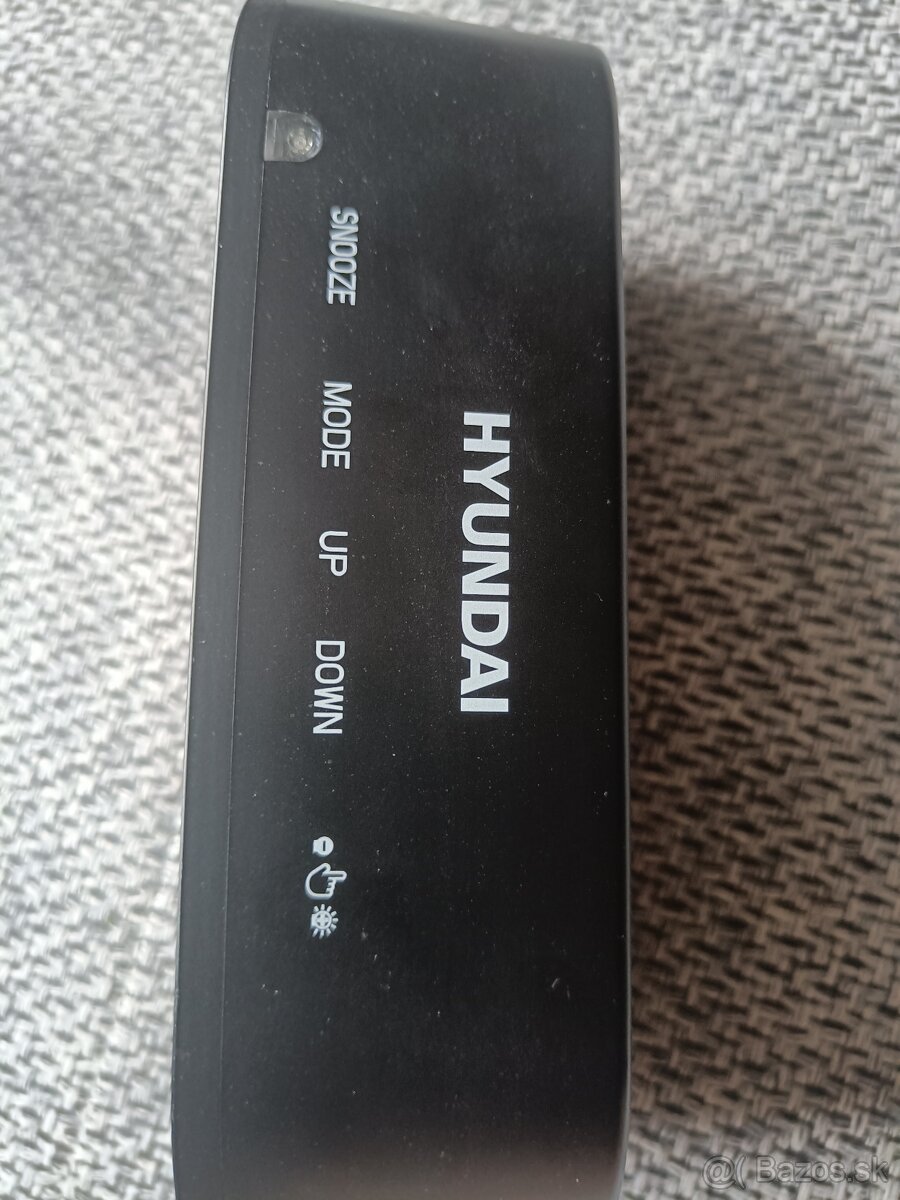 HYUNDAI
SNOOZE MODE UP DOWN
@( Bazos.sk